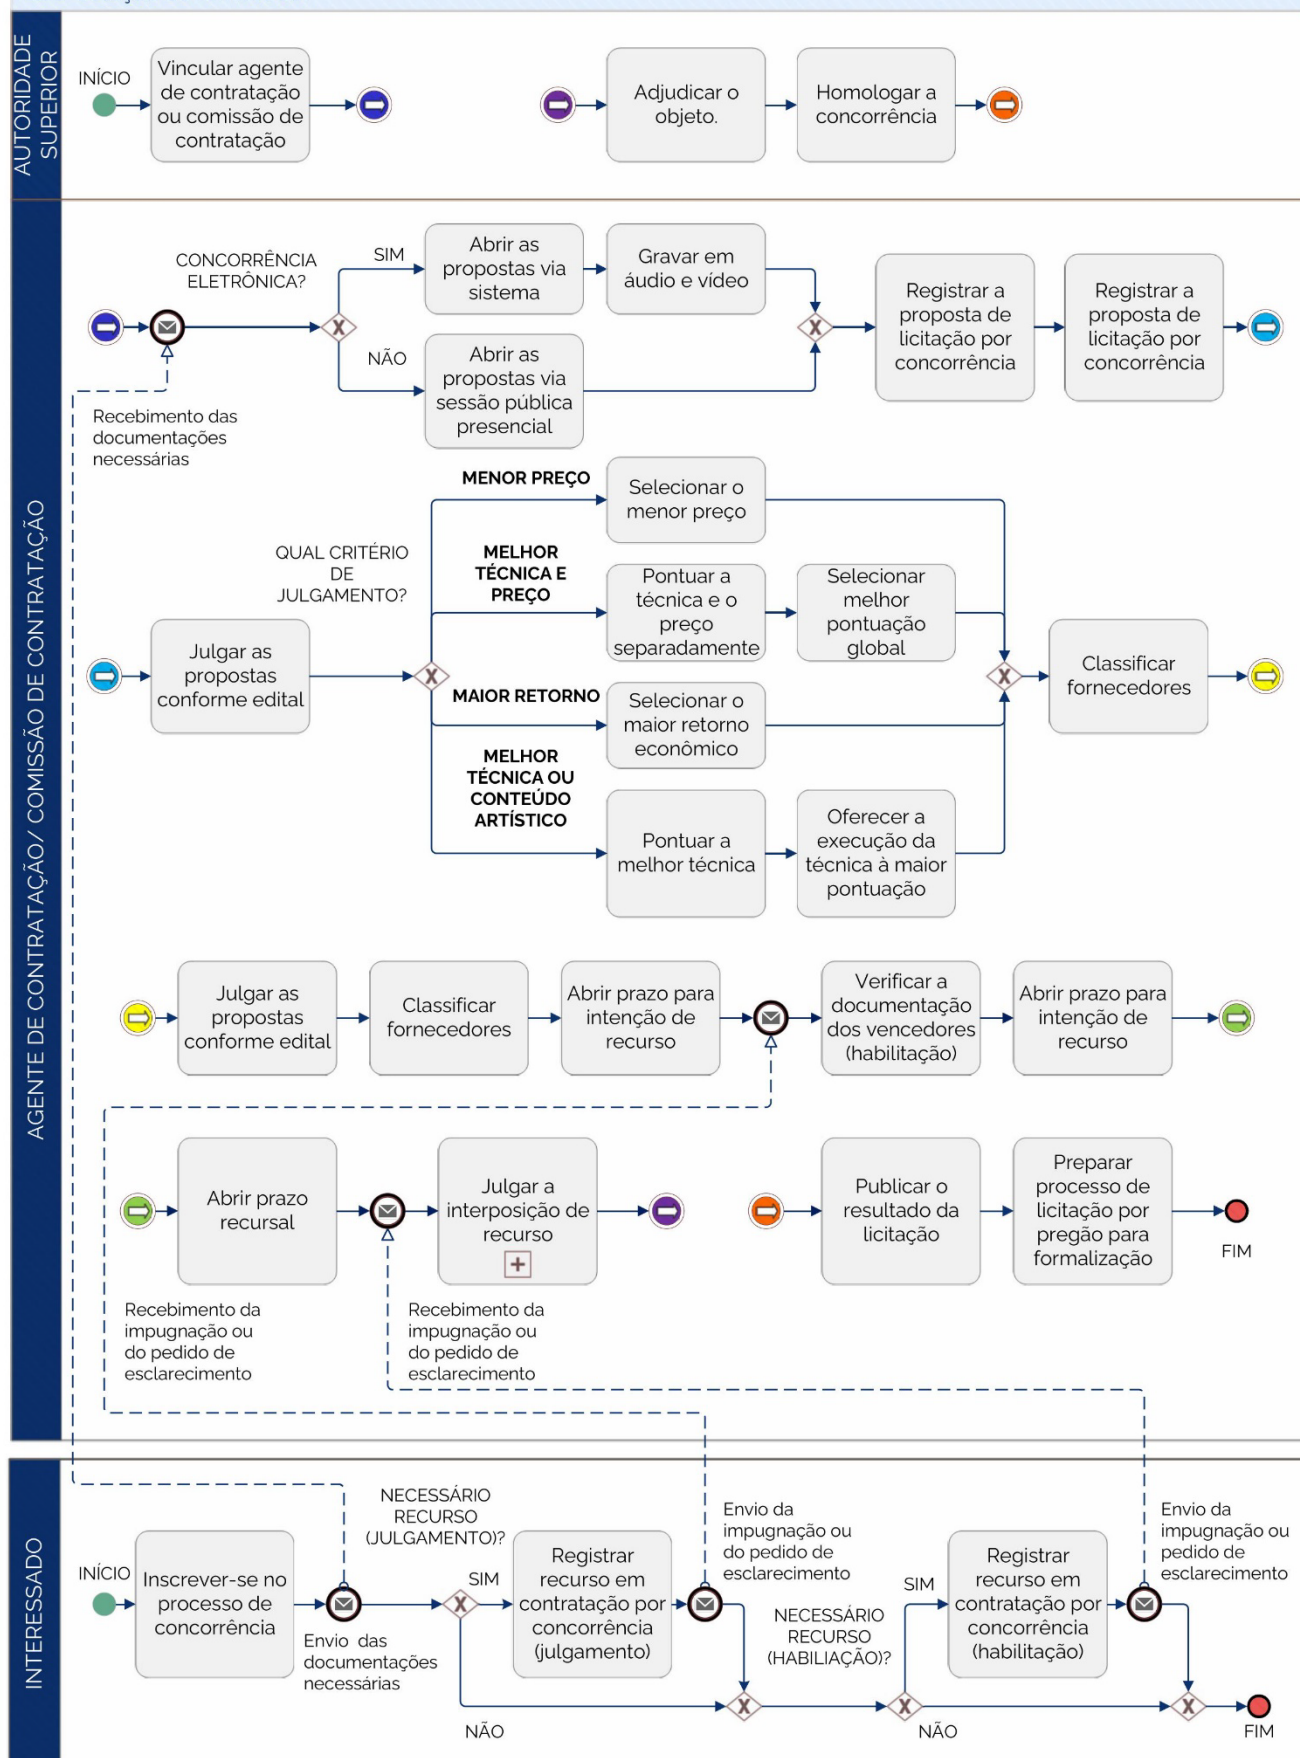 AUTORIDADE
SUPERIOR
INÍCIO
Vincular agente
de contratação
ou comissão de
contratação
Adjudicar o
objeto.
Homologar a
concorrência
AGENTE DE CONTRATAÇÃO/ COMISSÃO DE CONTRATAÇÃO
CONCORRÊNCIA
ELETRÔNICA?
SIM
Abrir as
propostas via
sistema
Gravar em
áudio e vídeo
NÃO
Abrir as
propostas via
sessão pública
presencial
Registrar a
proposta de
licitação por
concorrência
Registrar a
proposta de
licitação por
concorrência
Recebimento das
documentações
necessárias
Julgar as
propostas
conforme edital
QUAL CRITÉRIO
DE
JULGAMENTO?
MENOR PREÇO
Selecionar o
menor preço
MELHOR
TÉCNICA E
PREÇO
Pontuar a
técnica e o
preço
separadamente
Selecionar
melhor
pontuação
global
MAIOR RETORNO
Selecionar o
maior retorno
econômico
MELHOR
TÉCNICA OU
CONTEÚDO
ARTÍSTICO
Pontuar a
melhor técnica
Oferecer a
execução da
técnica à maior
pontuação
Classificar
fornecedores
Julgar as
propostas
conforme edital
Classificar
fornecedores
Abrir prazo para
intenção de
recurso
Verificar a
documentação
dos vencedores
(habilitação)
Abrir prazo para
intenção de
recurso
Abrir prazo
recursal
Julgar a
interposição de
recurso
Publicar o
resultado da
licitação
Preparar
processo de
licitação por
pregão para
formalização
FIM
Recebimento da
impugnação ou
do pedido de
esclarecimento
Recebimento da
impugnação ou
do pedido de
esclarecimento
INTERESSADO
INÍCIO
Inscrever-se no
processo de
concorrência
Envio das
documentações
necessárias
NECESSÁRIO
RECURSO
(JULGAMENTO)?
SIM
NÃO
Registrar
recurso em
contratação por
concorrência
(julgamento)
Envio da
impugnação ou
do pedido de
esclarecimento
NECESSÁRIO
RECURSO
(HABILIAÇÃO)?
SIM
NÃO
Registrar
recurso em
contratação por
concorrência
(habilitação)
Envio da
impugnação ou
pedido de
esclarecimento
FIM